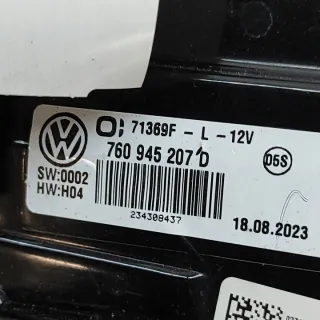 71369F - L - 12V
760 945 207 D
D5S
SW:0002
HW:H04
234308437
18.08.2023